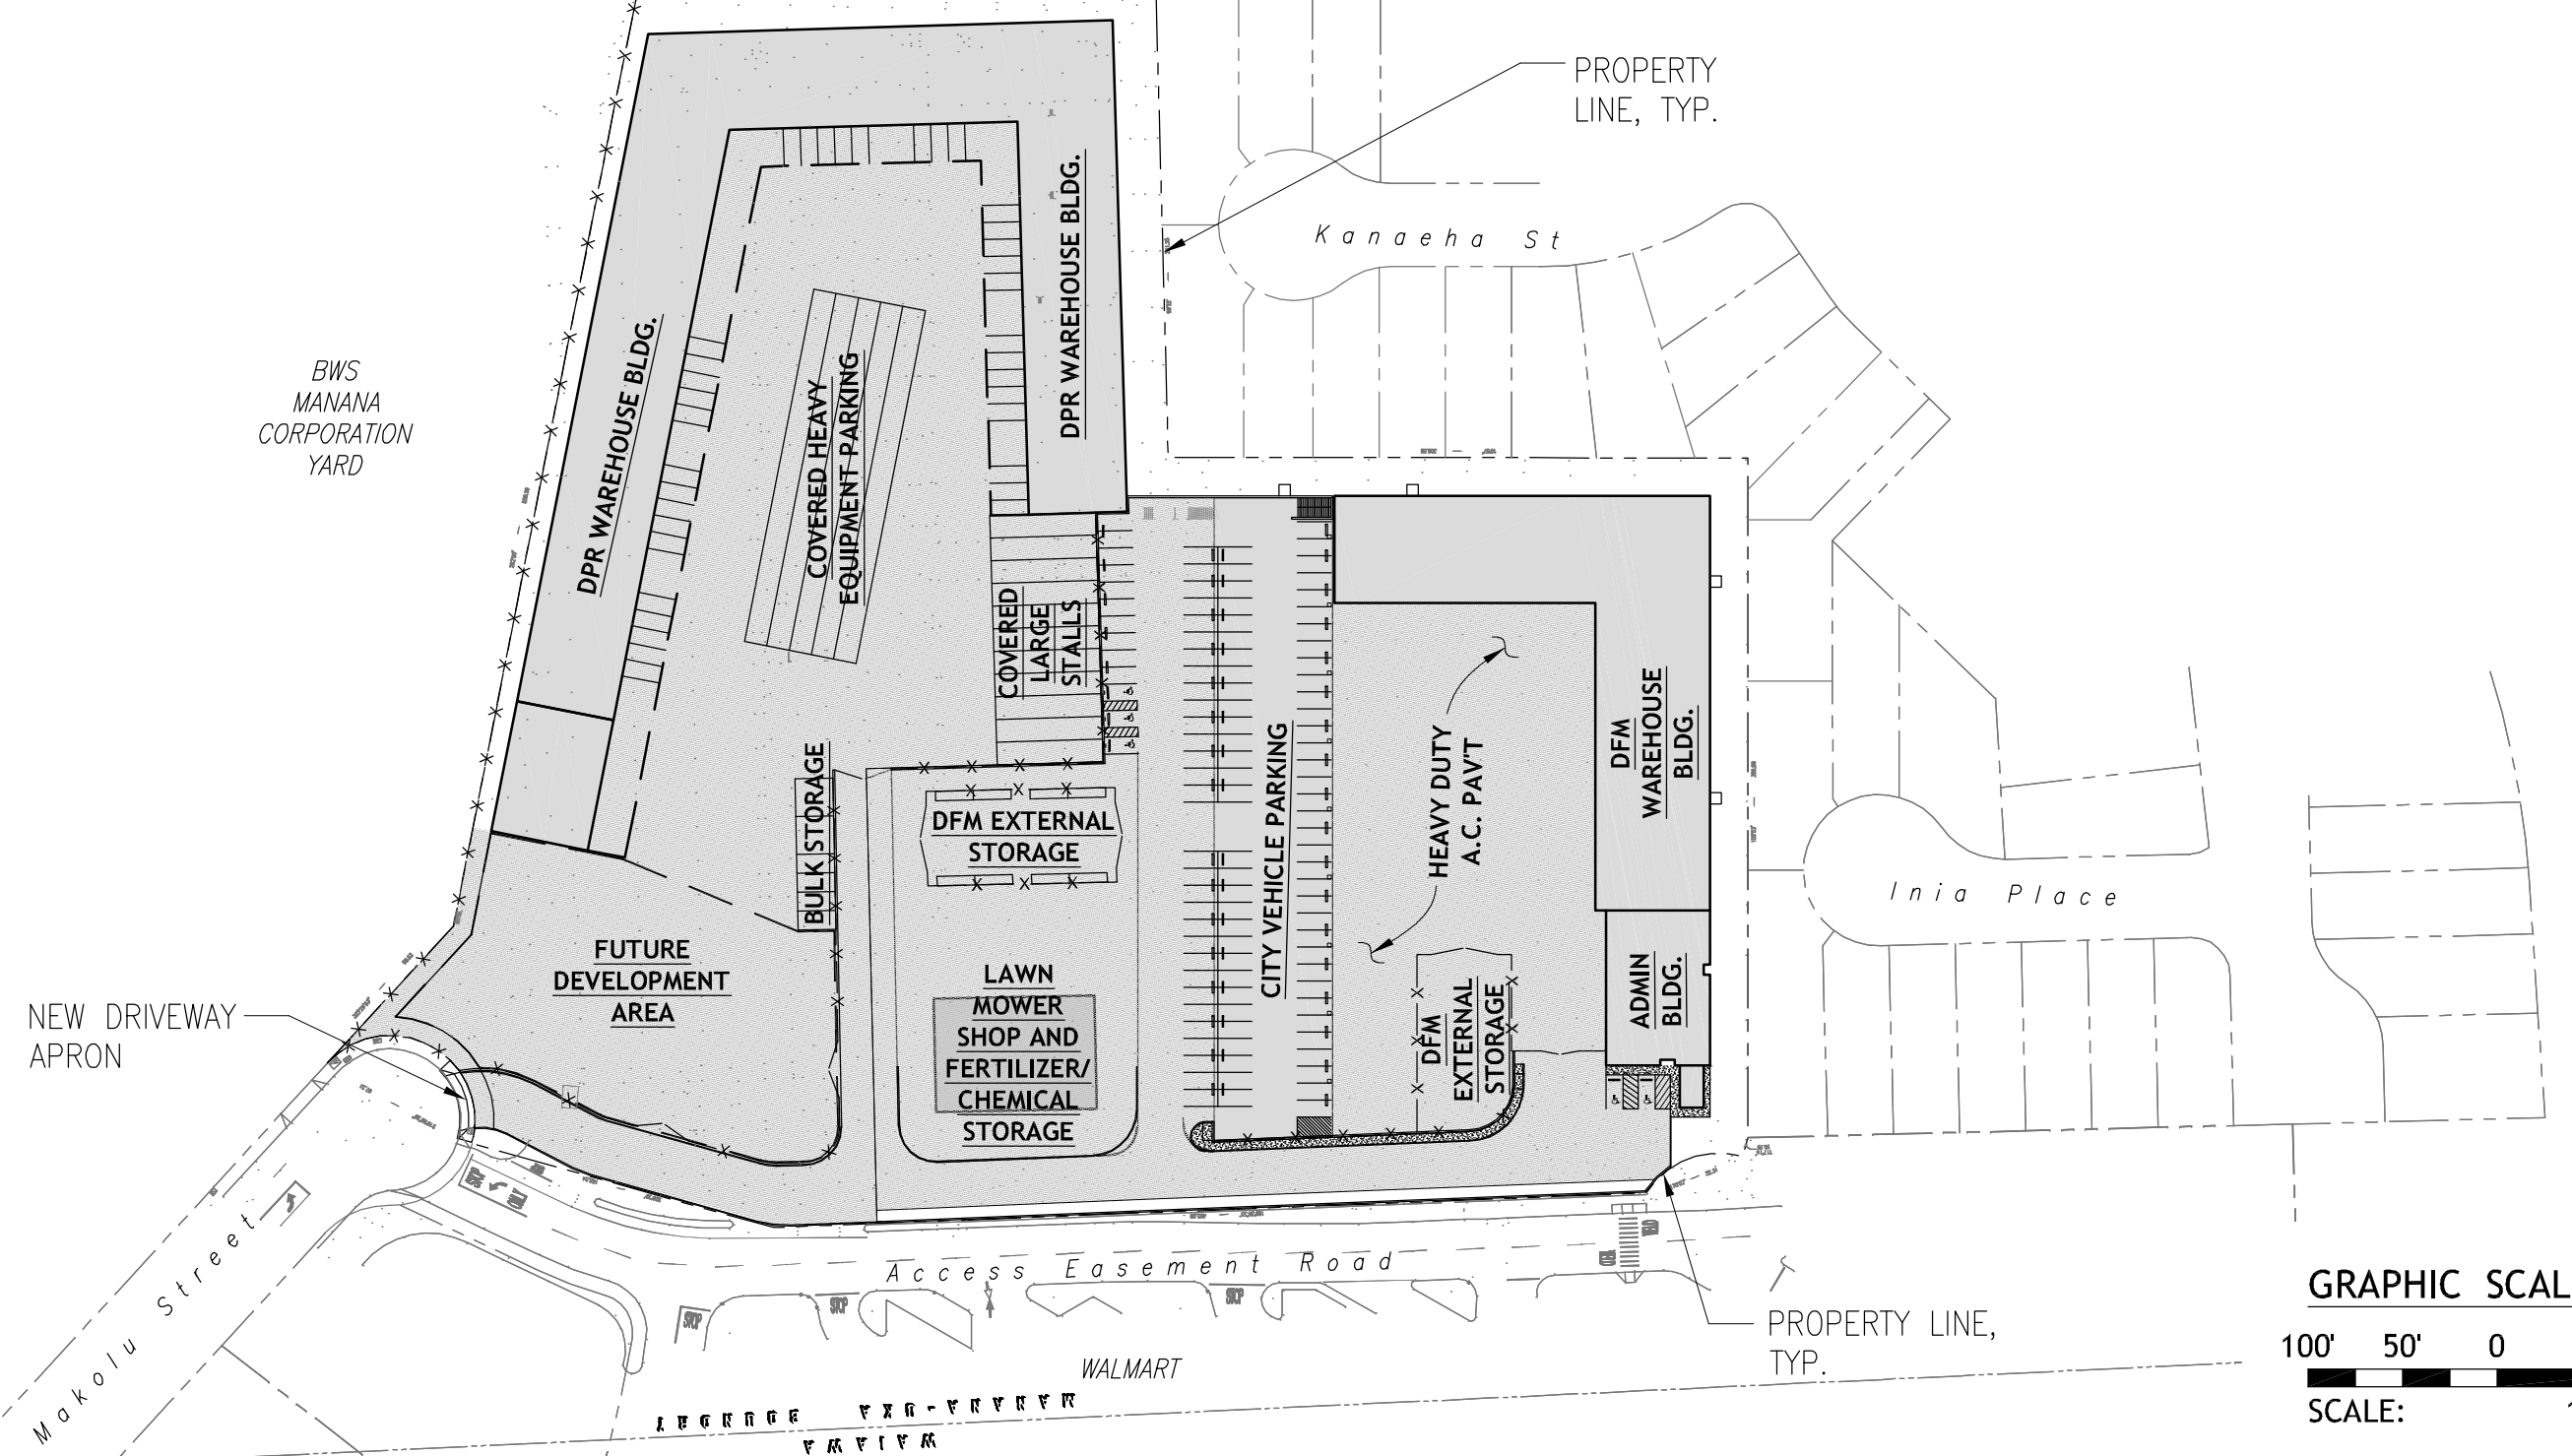 PROPERTY
LINE, TYP.
Kanaeha St
DPR WAREHOUSE BLDG.
DPR WAREHOUSE BLDG.
BWS
MANANA
CORPORATION
YARD
COVERED HEAVY
EQUIPMENT PARKING
COVERED
LARGE
STALLS
CITY VEHICLE PARKING
HEAVY DUTY
A.C. PAV'T
DFM
WAREHOUSE
BLDG.
BULK STORAGE
DFM EXTERNAL
STORAGE
Inia Place
FUTURE
DEVELOPMENT
AREA
LAWN
MOWER
SHOP AND
FERTILIZER/
CHEMICAL
STORAGE
DFM
EXTERNAL
STORAGE
ADMIN
BLDG.
NEW DRIVEWAY
APRON
Makolu Street
Access Easement Road
STOP
STOP
STOP
PROPERTY LINE,
TYP.
WALMART
GRAPHIC SCAL
100' 50' 0
SCALE: